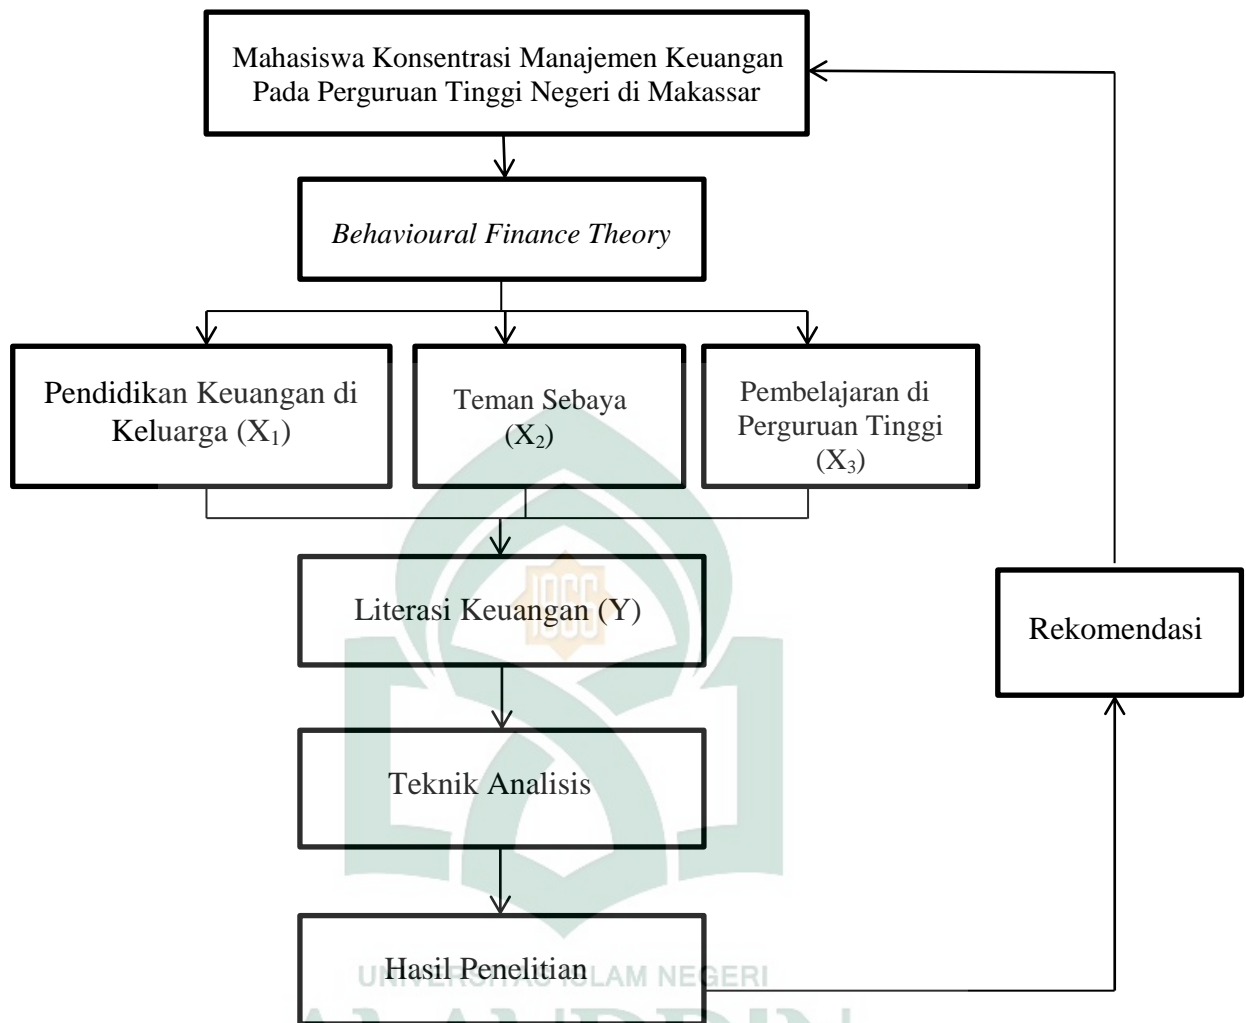 Mahasiswa Konsentrasi Manajemen Keuangan
Pada Perguruan Tinggi Negeri di Makassar
Behavioural Finance Theory
Pendidikan Keuangan di
Keluarga (X₁)
Teman Sebaya
(X₂)
Pembelajaran di
Perguruan Tinggi
(X₃)
Literasi Keuangan (Y)
Rekomendasi
Teknik Analisis
Hasil Penelitian
UNIVERSITAS ISLAM NEGERI